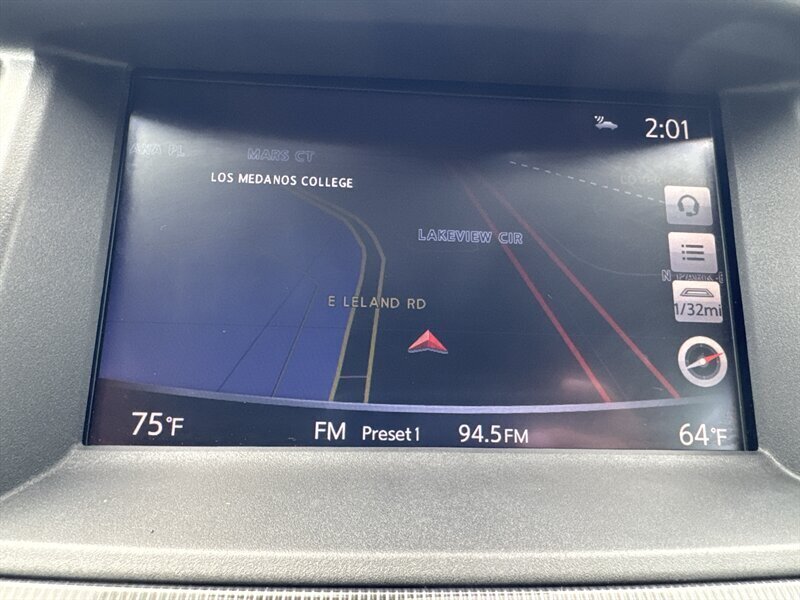 2:01
MARS CT
LOS MEDANOS COLLEGE
LAKEVIEW CIR
1/32mi
E LELAND RD
75°F
FM Preset1 94.5FM
64°F